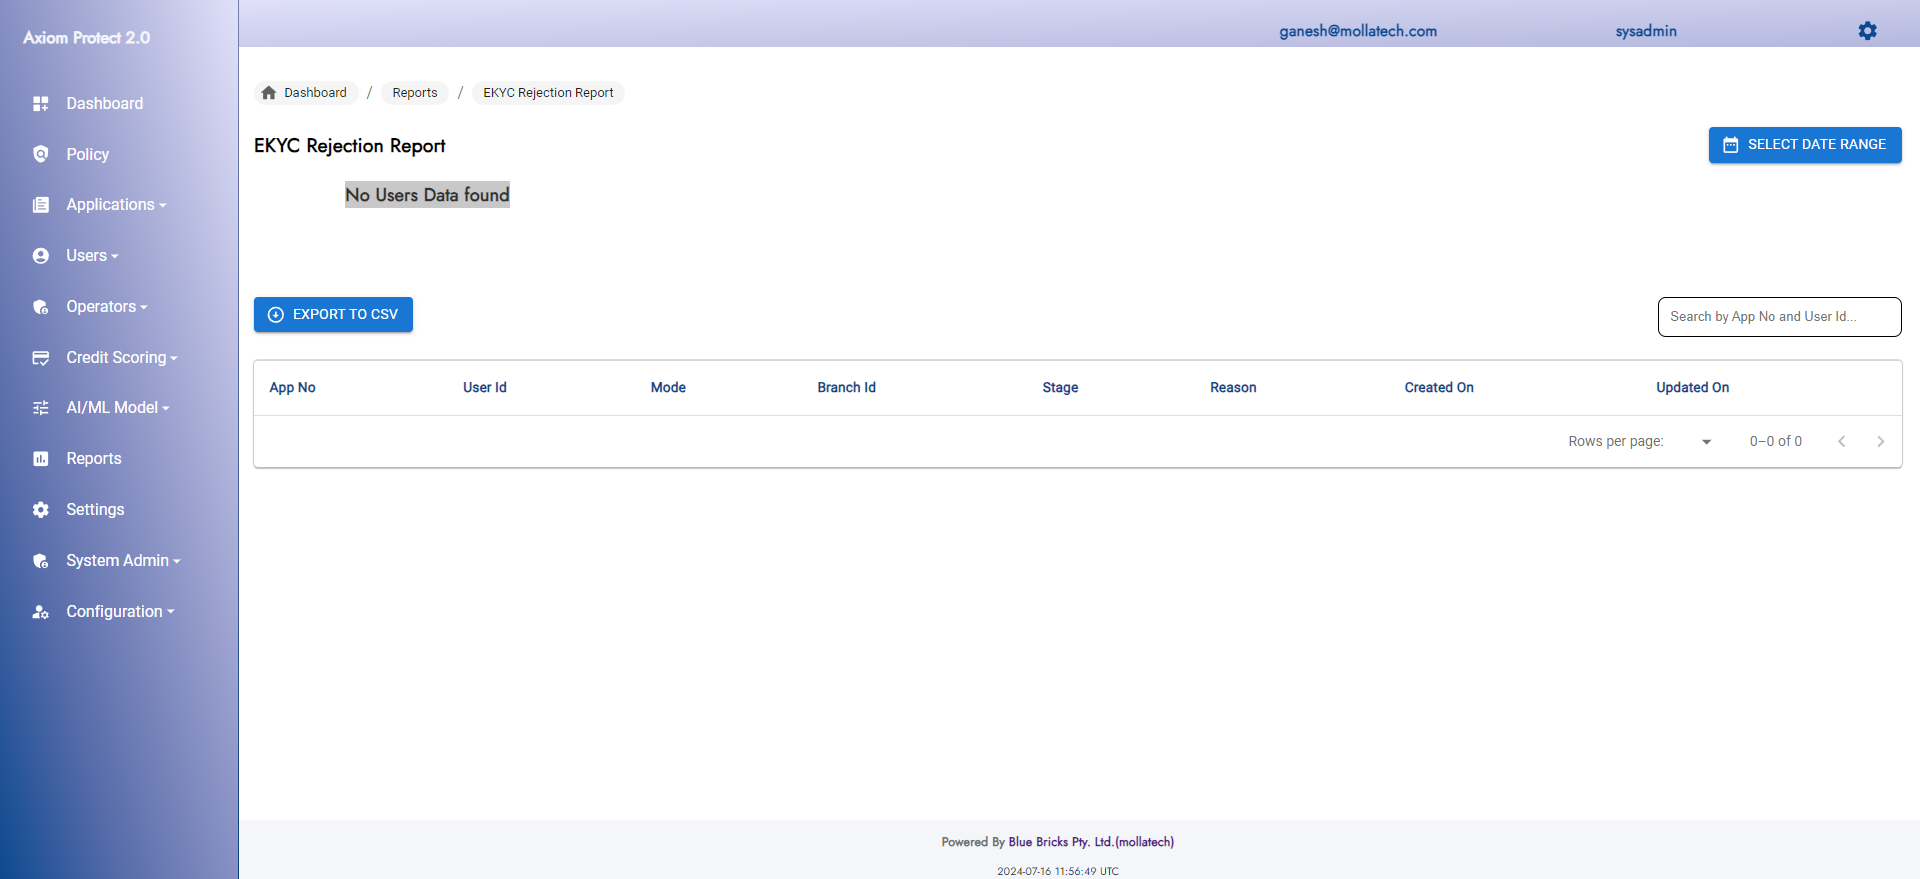 Axiom Protect 2.0
ganesh@mollatech.com
sysadmin
Dashboard
Policy
Applications
Users
Operators
Credit Scoring
AI/ML Model
Reports
Settings
System Admin
Configuration
Dashboard / Reports / EKYC Rejection Report
EKYC Rejection Report
SELECT DATE RANGE
No Users Data found
EXPORT TO CSV
Search by App No and User Id...
App No User Id Mode Branch Id Stage Reason Created On Updated On
Rows per page: 0–0 of 0
Powered By Blue Bricks Pty. Ltd.(mollatech)
2024-07-16 11:56:49 UTC